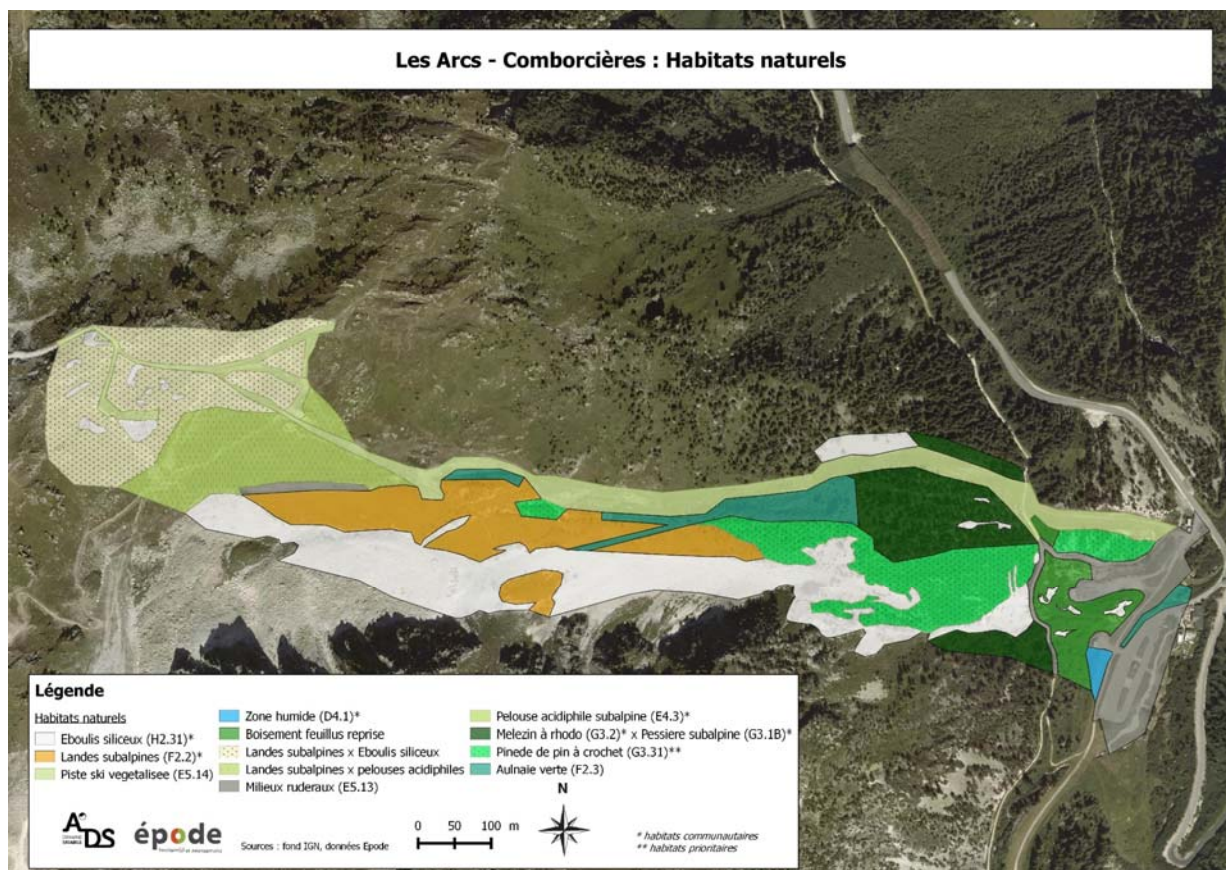 Les Arcs - Comborcières : Habitats naturels
Légende
Habitats naturels
Eboulis siliceux (H2.31)*
Landes subalpines (F2.2)*
Piste ski vegetalisee (E5.14)
Zone humide (D4.1)*
Boisement feuillus reprise
Landes subalpines x Eboulis siliceux
Landes subalpines x pelouses acidiphiles
Milieux ruderaux (E5.13)
Pelouse acidiphile subalpine (E4.3)*
Melezin à rhodo (G3.2)* x Pessiere subalpine (G3.1B)*
Pinede de pin à crochet (G3.31)**
Aulnaie verte (F2.3)
N
ADS
épode
Sources : fond IGN, données Epode
0 50 100 m
* habitats communautaires
** habitats prioritaires